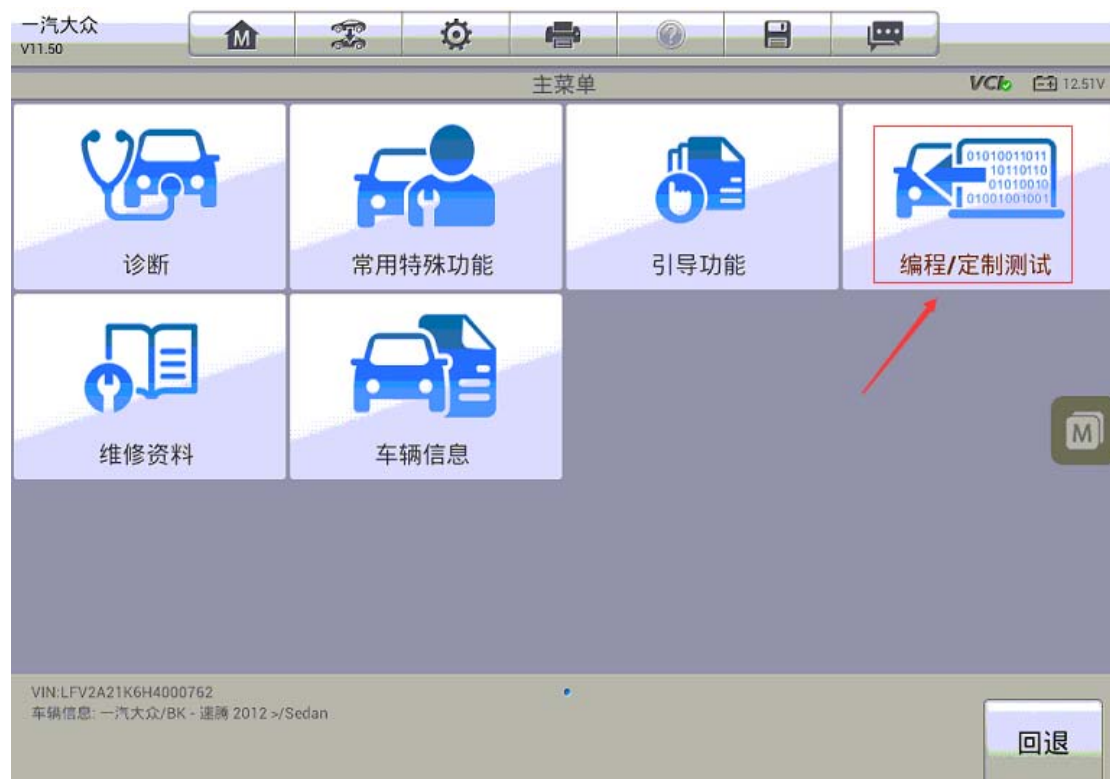 一汽大众
V11.50
M
主菜单
VCI
12.51V
01010011011
10110110
01010010
01001001001
诊断
常用特殊功能
引导功能
编程/定制测试
维修资料
车辆信息
M
VIN:LFV2A21K6H4000762
车辆信息: 一汽大众/BK - 速腾 2012 >/Sedan
回退